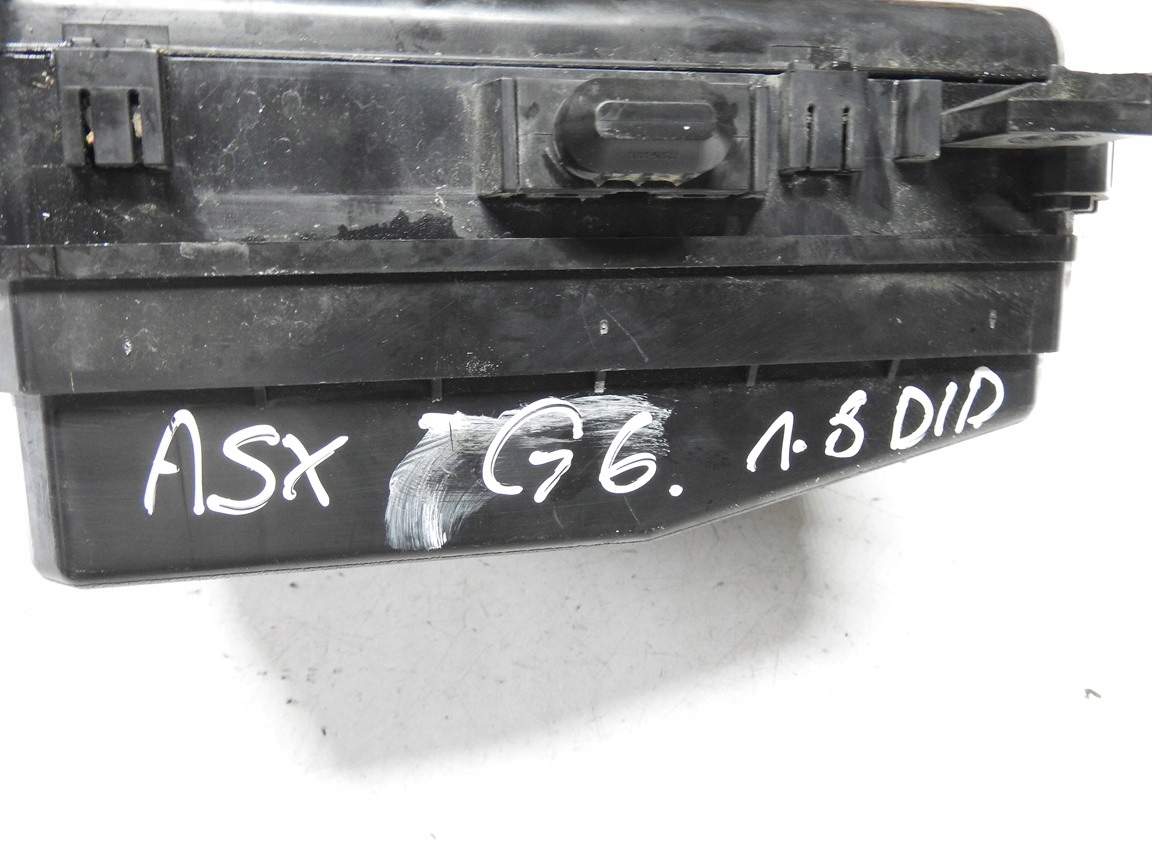 ASX G6. 1.8 DID